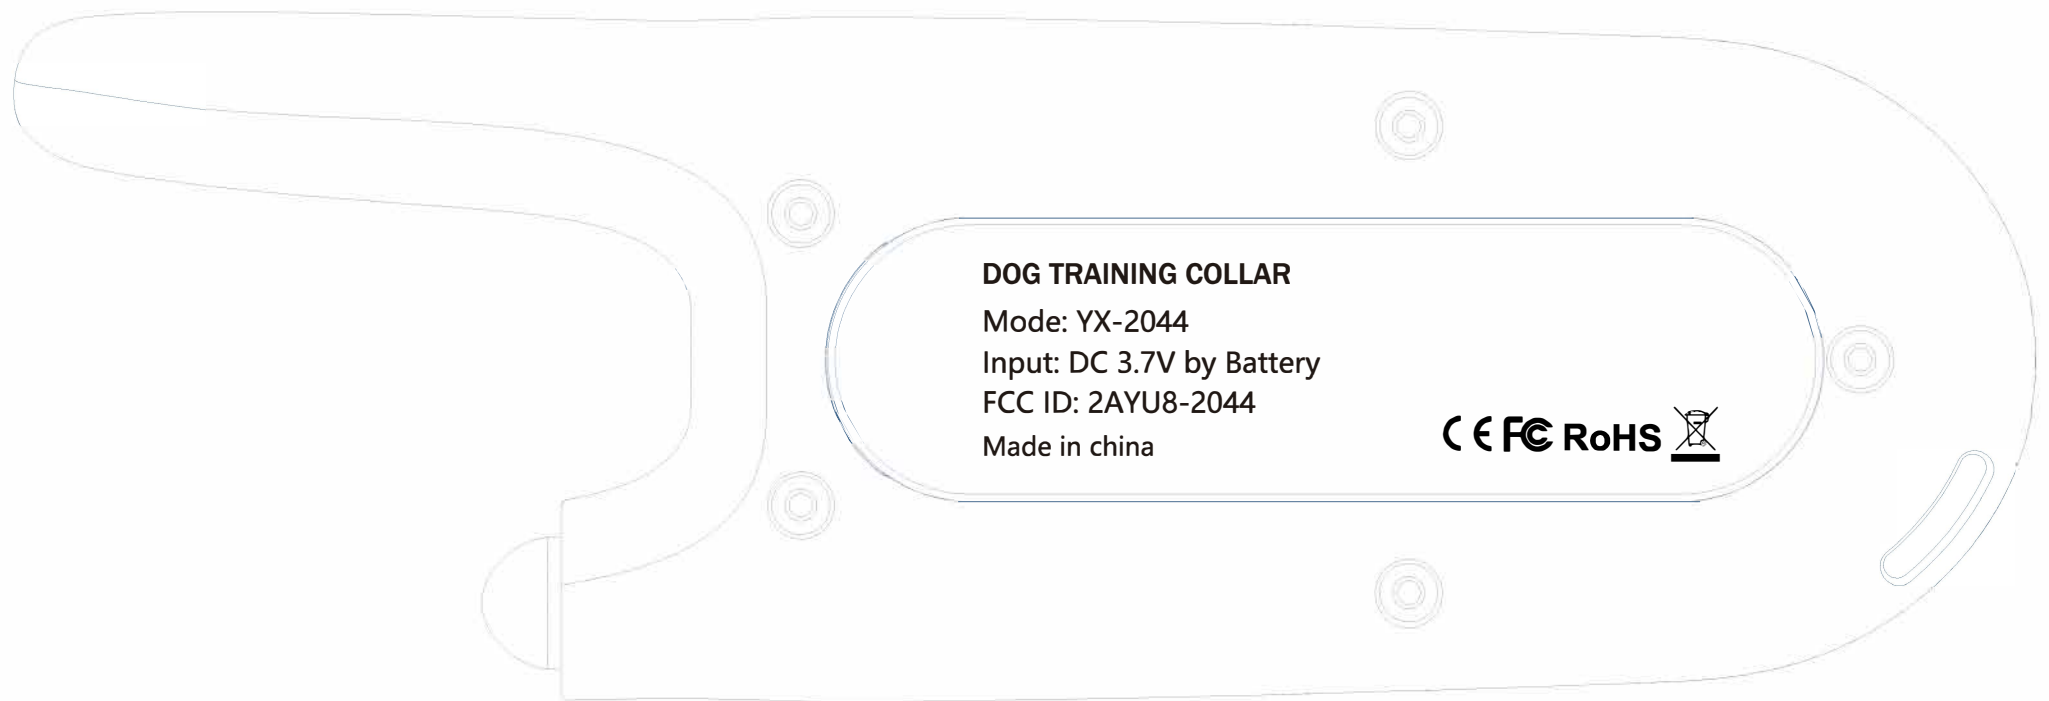 DOG TRAINING COLLAR
Mode: YX-2044
Input: DC 3.7V by Battery
FCC ID: 2AYU8-2044
Made in china
CE FC RoHS